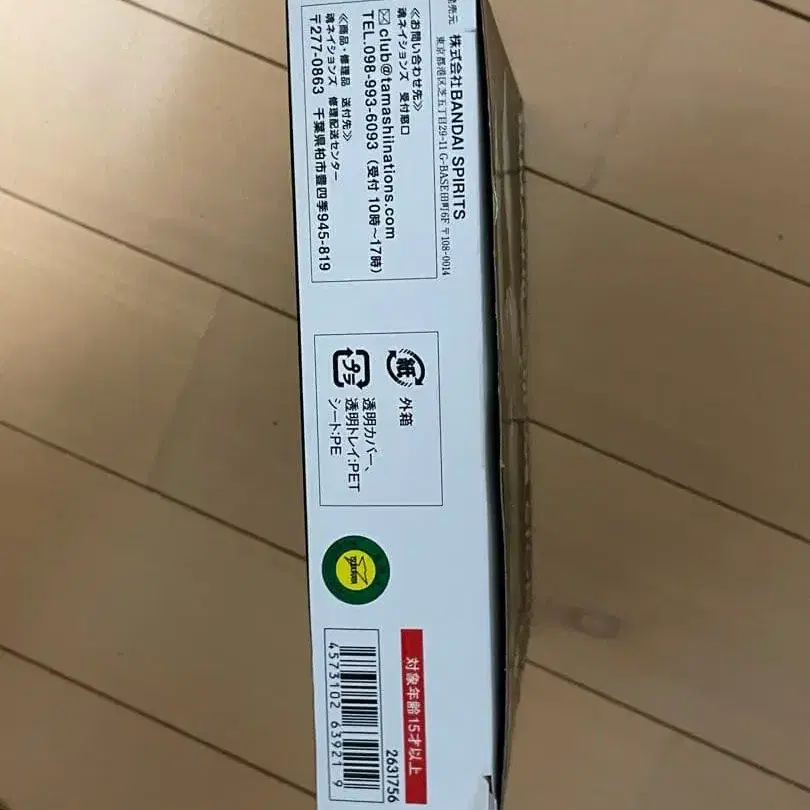 発売元 株式会社BANDAI SPIRITS
東京都港区芝五丁目29-11 G-BASE田町6F 〒108-0014
≪お問い合わせ先≫
魂ネイションズ 受付窓口
✉ club@tamashiinations.com
TEL.098-993-6093 (受付 10時～17時)
≪商品・修理品 送付先≫
魂ネイションズ 修理配送センター
〒277-0863 千葉県柏市豊四季945-819
紙 外箱
プラ 透明カバー、
透明トレイ:PET
シート:PE
対象年齢15才以上
2631756
4573102 639219